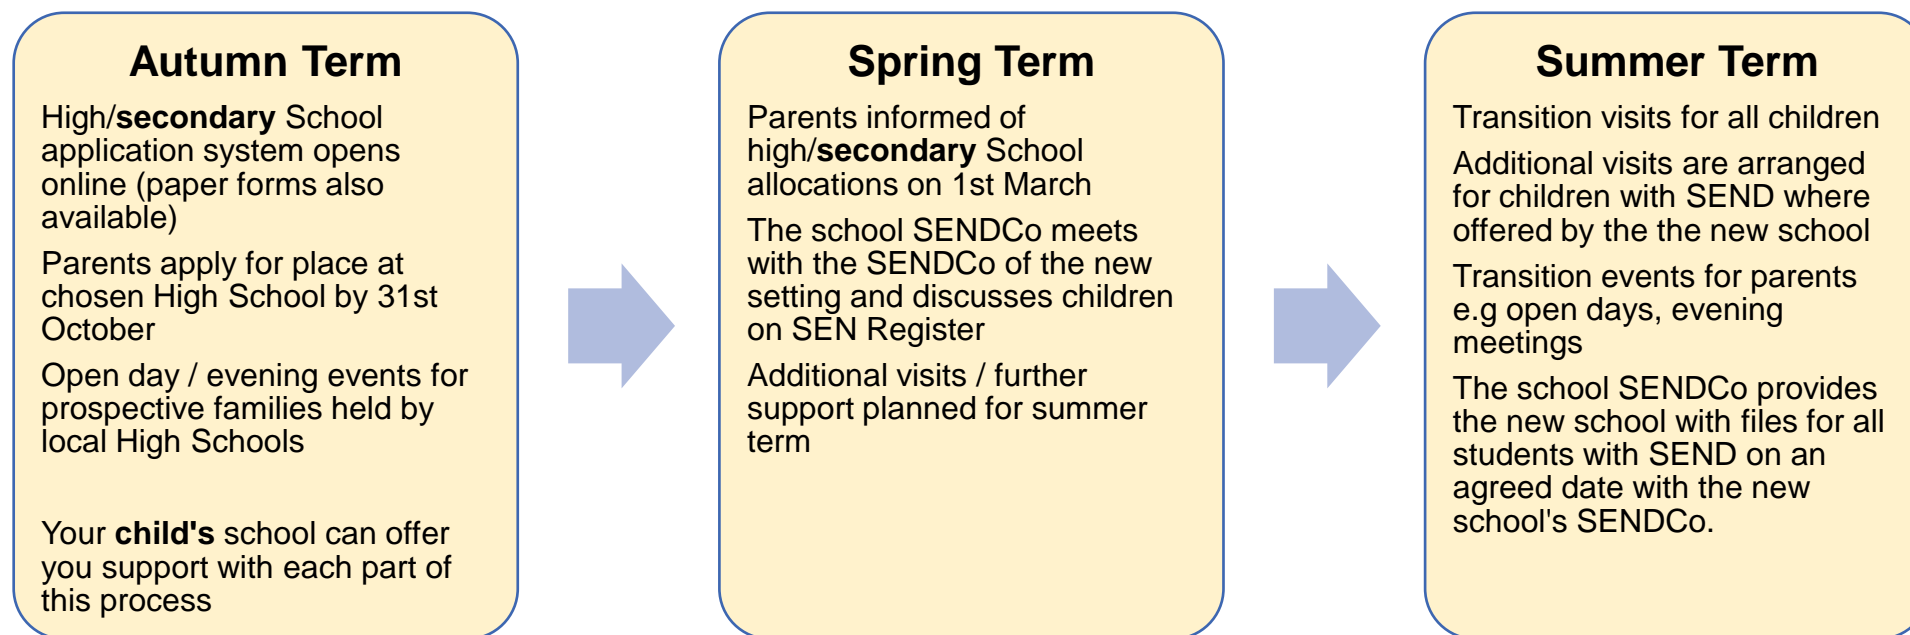 Autumn Term
High/secondary School
application system opens
online (paper forms also
available)
Parents apply for place at
chosen High School by 31st
October
Open day / evening events for
prospective families held by
local High Schools
Your child's school can offer
you support with each part of
this process
Spring Term
Parents informed of
high/secondary School
allocations on 1st March
The school SENDCo meets
with the SENDCo of the new
setting and discusses children
on SEN Register
Additional visits / further
support planned for summer
term
Summer Term
Transition visits for all children
Additional visits are arranged
for children with SEND where
offered by the the new school
Transition events for parents
e.g open days, evening
meetings
The school SENDCo provides
the new school with files for all
students with SEND on an
agreed date with the new
school's SENDCo.